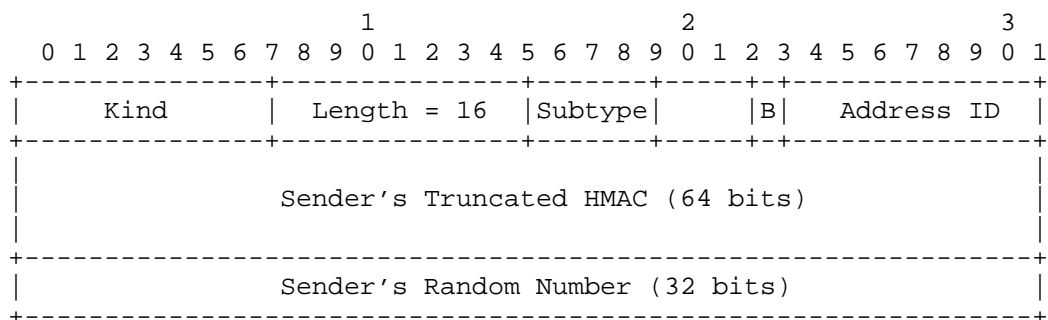 1                   2                   3
 0 1 2 3 4 5 6 7 8 9 0 1 2 3 4 5 6 7 8 9 0 1 2 3 4 5 6 7 8 9 0 1
+---------------+---------------+-------+-----+-+---------------+
|     Kind      |  Length = 16  |Subtype|     |B|   Address ID  |
+---------------+---------------+-------+-----+-+---------------+
|                                                               |
|                Sender's Truncated HMAC (64 bits)              |
|                                                               |
+---------------------------------------------------------------+
|                Sender's Random Number (32 bits)               |
+---------------------------------------------------------------+